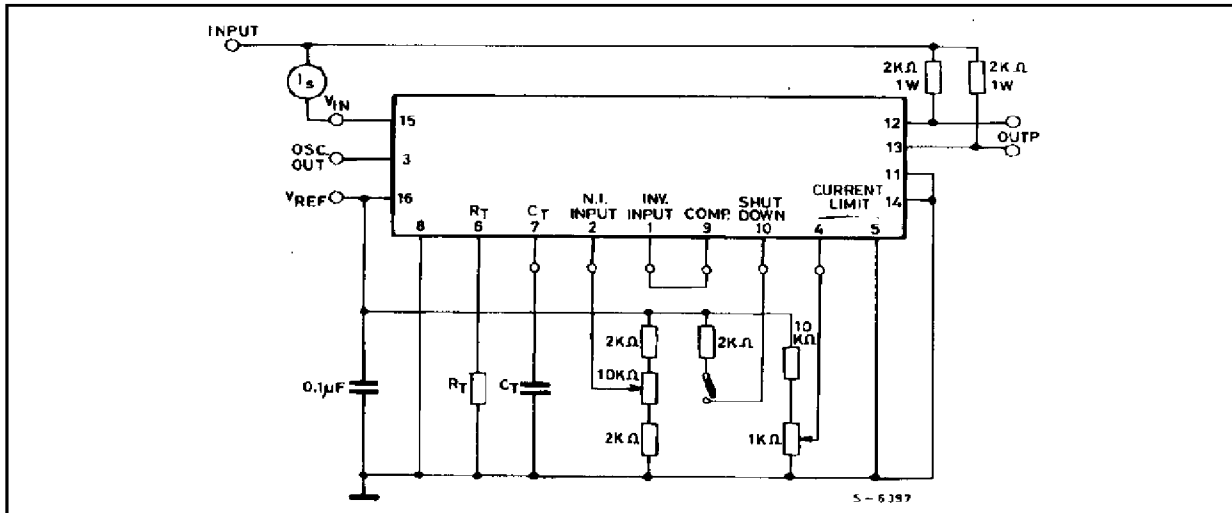 INPUT
Is
VIN
15
OSC
OUT
3
VREF
16
2KΩ
1W
2KΩ
1W
12
OUTP
13
11
14
CURRENT
LIMIT
8
RT
6
CT
7
N.I.
INPUT
2
INV.
INPUT
1
COMP.
9
SHUT
DOWN
10
4
5
0.1µF
RT
CT
2KΩ
10KΩ
2KΩ
2KΩ
10
KΩ
1KΩ
S-6397